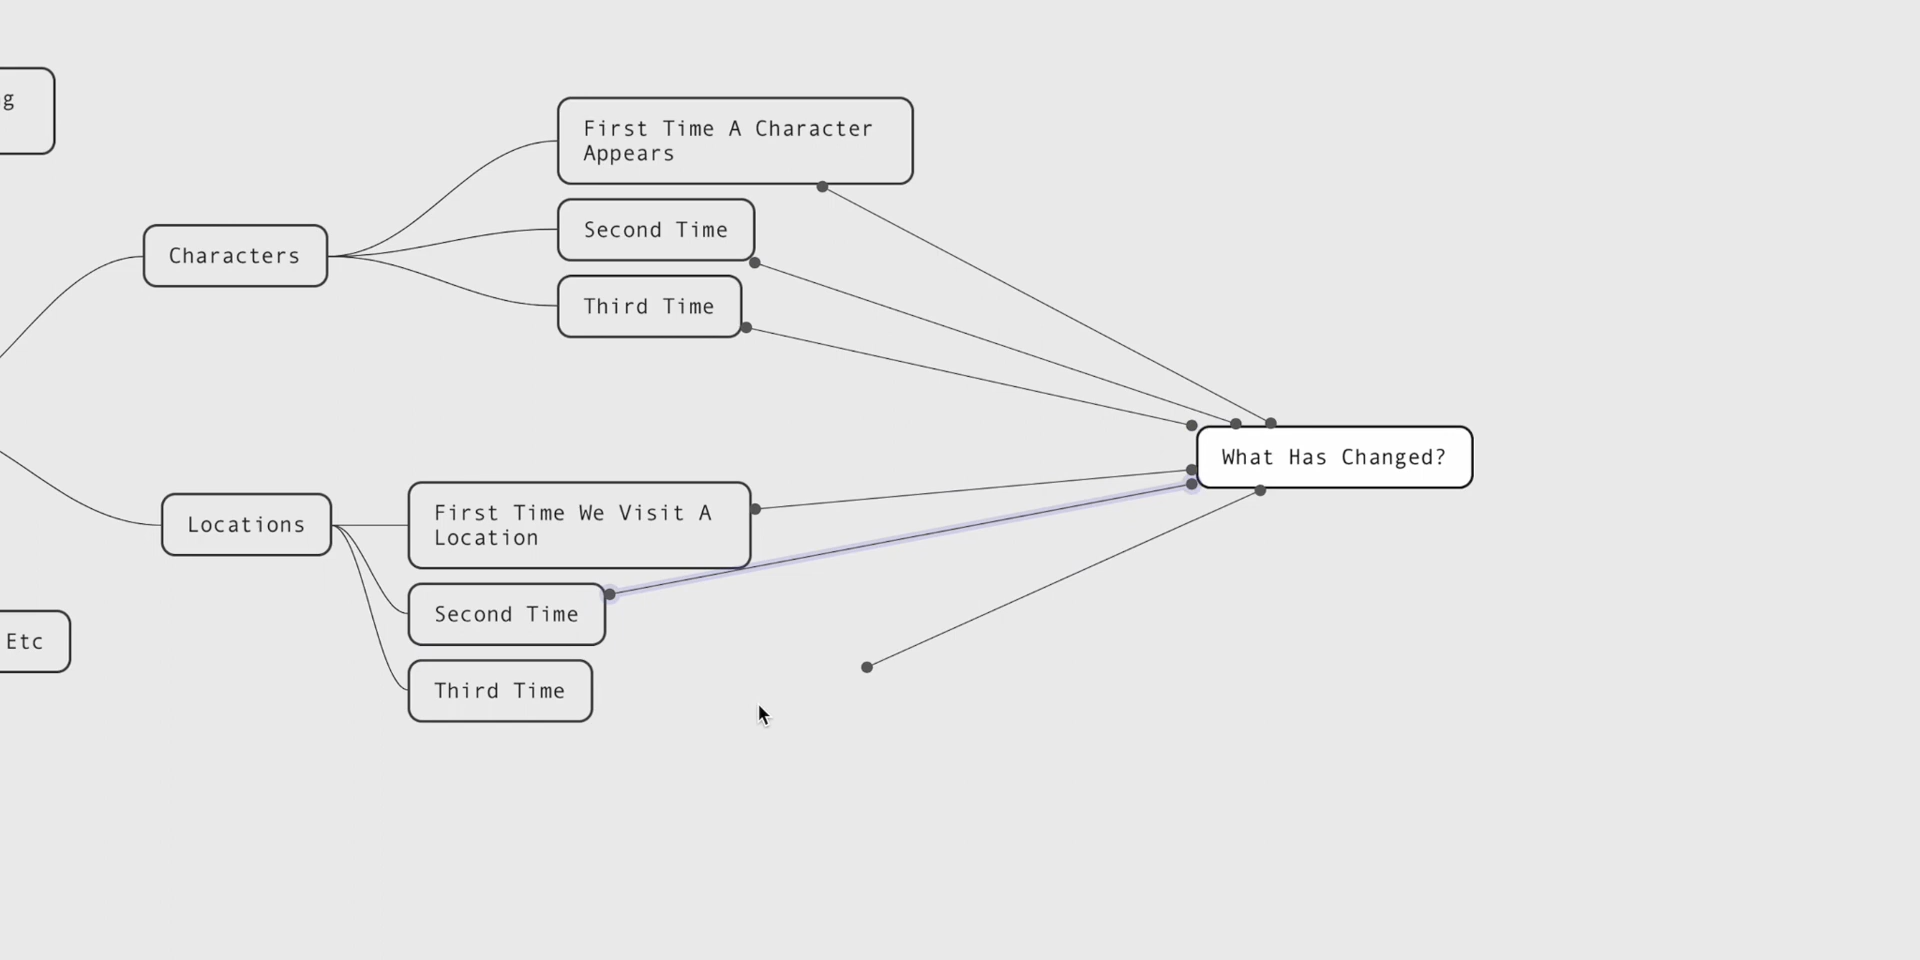 g
First Time A Character
Appears
Second Time
Characters
Third Time
What Has Changed?
First Time We Visit A
Location
Locations
Second Time
Etc
Third Time